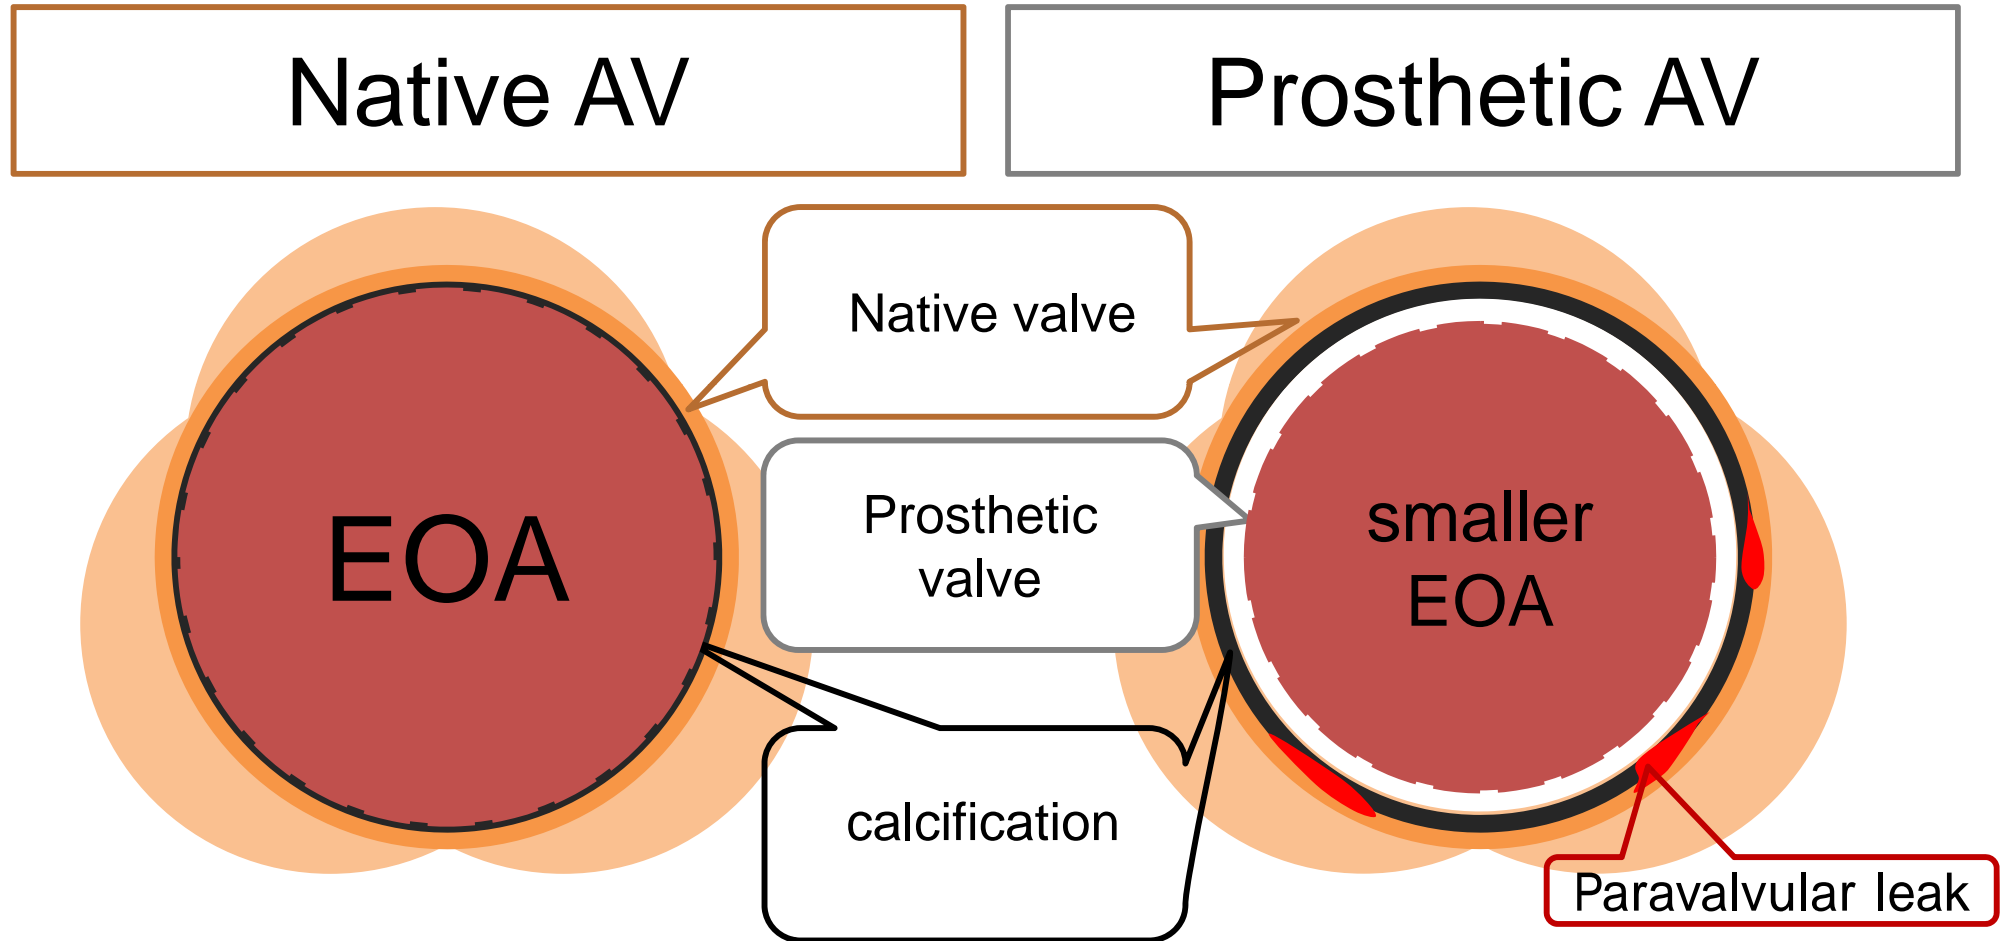 Native AV
Prosthetic AV
Native valve
EOA
Prosthetic
valve
smaller
EOA
calcification
Paravalvular leak